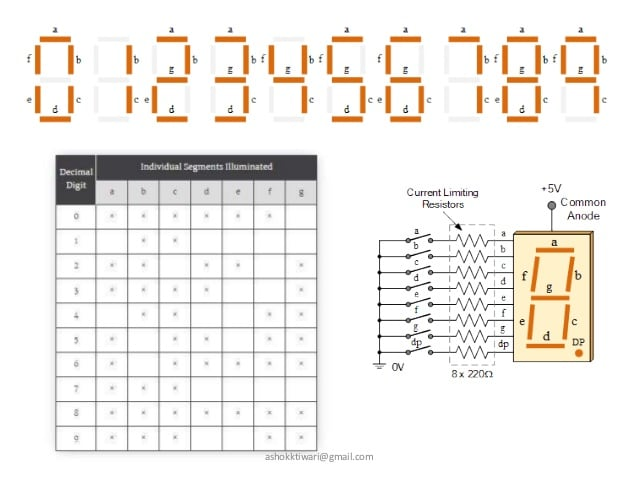 a a a a a a a a
f b b b b f b f f b f b f b
g g g g g g g
e c c e c c c e c c e c c
d d d d d d
Decimal Digit
Individual Segments Illuminated
a b c d e f g
0 × × × × × ×
1 × ×
2 × × × × ×
3 × × × × ×
4 × × × ×
5 × × × × ×
6 × × × × × ×
7 × × ×
8 × × × × × × ×
9 × × × × ×
Current Limiting
Resistors
+5V
Common
Anode
a a
b b
c c
d d
e e
f f
g g
dp dp
0V
8 x 220Ω
a
f b
g
e c
d
DP
ashokktiwari@gmail.com